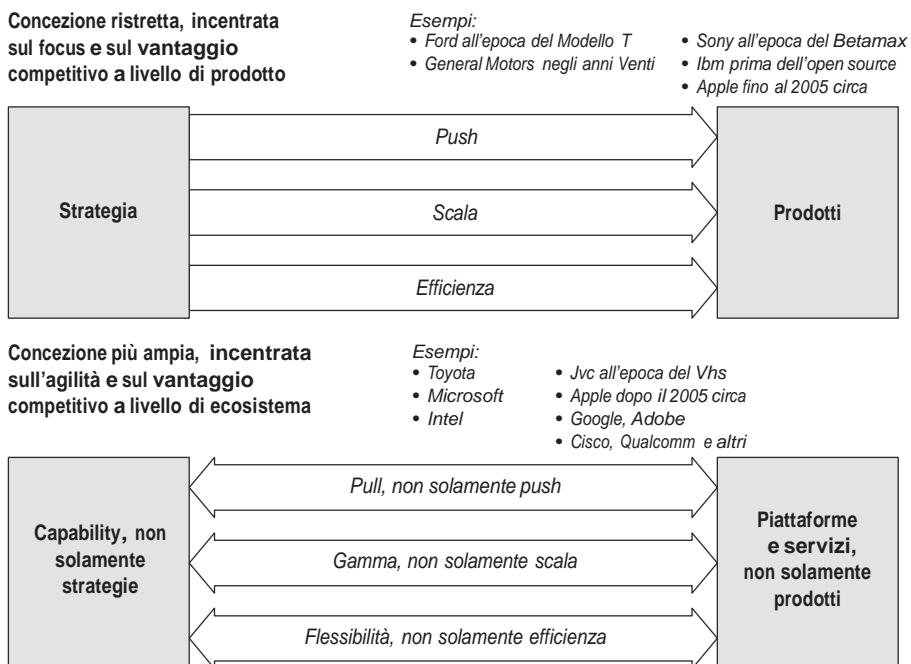 Concezione ristretta, incentrata
sul focus e sul vantaggio
competitivo a livello di prodotto
Esempi:
• Ford all'epoca del Modello T
• General Motors negli anni Venti
• Sony all'epoca del Betamax
• Ibm prima dell'open source
• Apple fino al 2005 circa
Strategia
Push
Scala
Efficienza
Prodotti
Concezione più ampia, incentrata
sull'agilità e sul vantaggio
competitivo a livello di ecosistema
Esempi:
• Toyota
• Microsoft
• Intel
• Jvc all'epoca del Vhs
• Apple dopo il 2005 circa
• Google, Adobe
• Cisco, Qualcomm e altri
Capability, non
solamente
strategie
Pull, non solamente push
Gamma, non solamente scala
Flessibilità, non solamente efficienza
Piattaforme
e servizi,
non solamente
prodotti